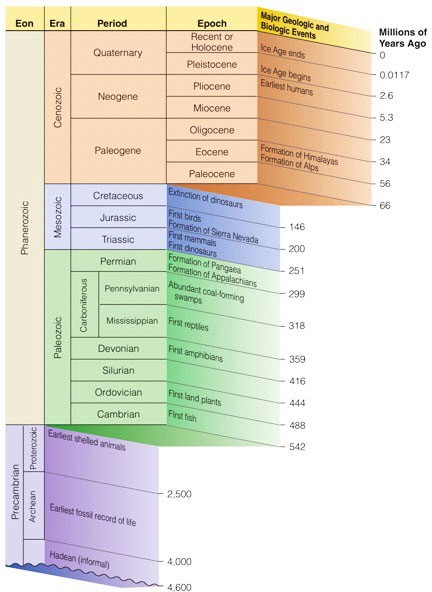 Eon
Era
Period
Epoch
Major Geologic and
Biologic Events
Millions of
Years Ago
Phanerozoic
Cenozoic
Quaternary
Recent or
Holocene
Ice Age ends
0
Pleistocene
Ice Age begins
0.0117
Neogene
Pliocene
Earliest humans
2.6
Miocene
5.3
Paleogene
Oligocene
23
Eocene
Formation of Himalayas
Formation of Alps
34
Paleocene
56
66
Mesozoic
Cretaceous
Extinction of dinosaurs
Jurassic
First birds
Formation of Sierra Nevada
146
Triassic
First mammals
First dinosaurs
200
Paleozoic
Permian
Formation of Pangaea
Formation of Appalachians
251
Carboniferous
Pennsylvanian
Abundant coal-forming
swamps
299
Mississippian
First reptiles
318
Devonian
First amphibians
359
Silurian
416
Ordovician
First land plants
444
Cambrian
First fish
488
542
Precambrian
Proterozoic
Earliest shelled animals
2,500
Archean
Earliest fossil record of life
4,000
Hadean (informal)
4,600